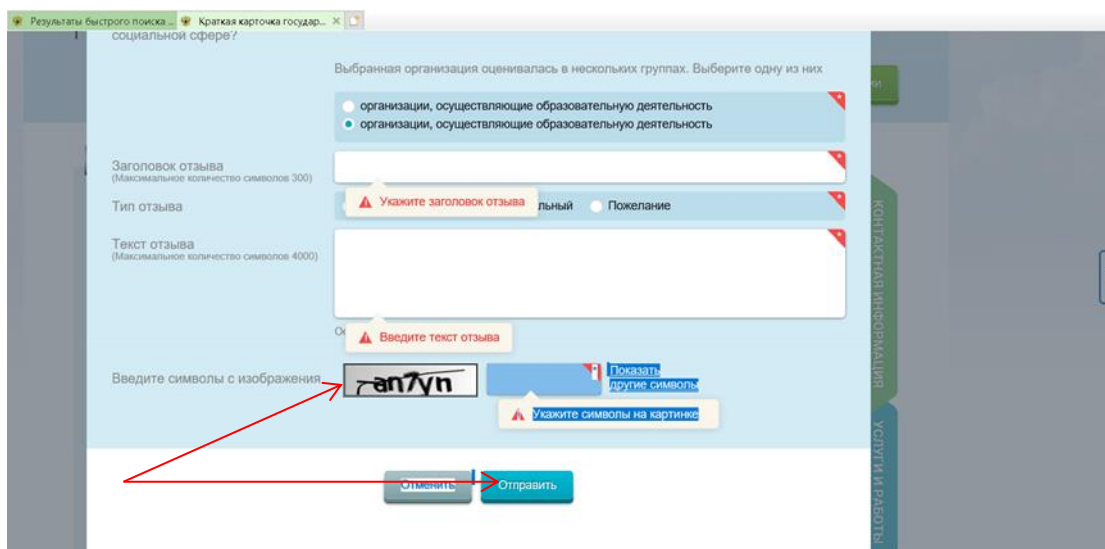 Результаты быстрого поиска ...
Краткая карточка государ...
социальной сфере?
Выбранная организация оценивалась в нескольких группах. Выберите одну из них
организации, осуществляющие образовательную деятельность
организации, осуществляющие образовательную деятельность
Заголовок отзыва
(Максимальное количество символов 300)
Укажите заголовок отзыва
Тип отзыва
льный
Пожелание
Текст отзыва
(Максимальное количество символов 4000)
Введите текст отзыва
Введите символы с изображения
an7yn
Показать
другие символы
Укажите символы на картинке
Отменить
Отправить
КОНТАКТНАЯ ИНФОРМАЦИЯ
УСЛУГИ И РАБОТЫ